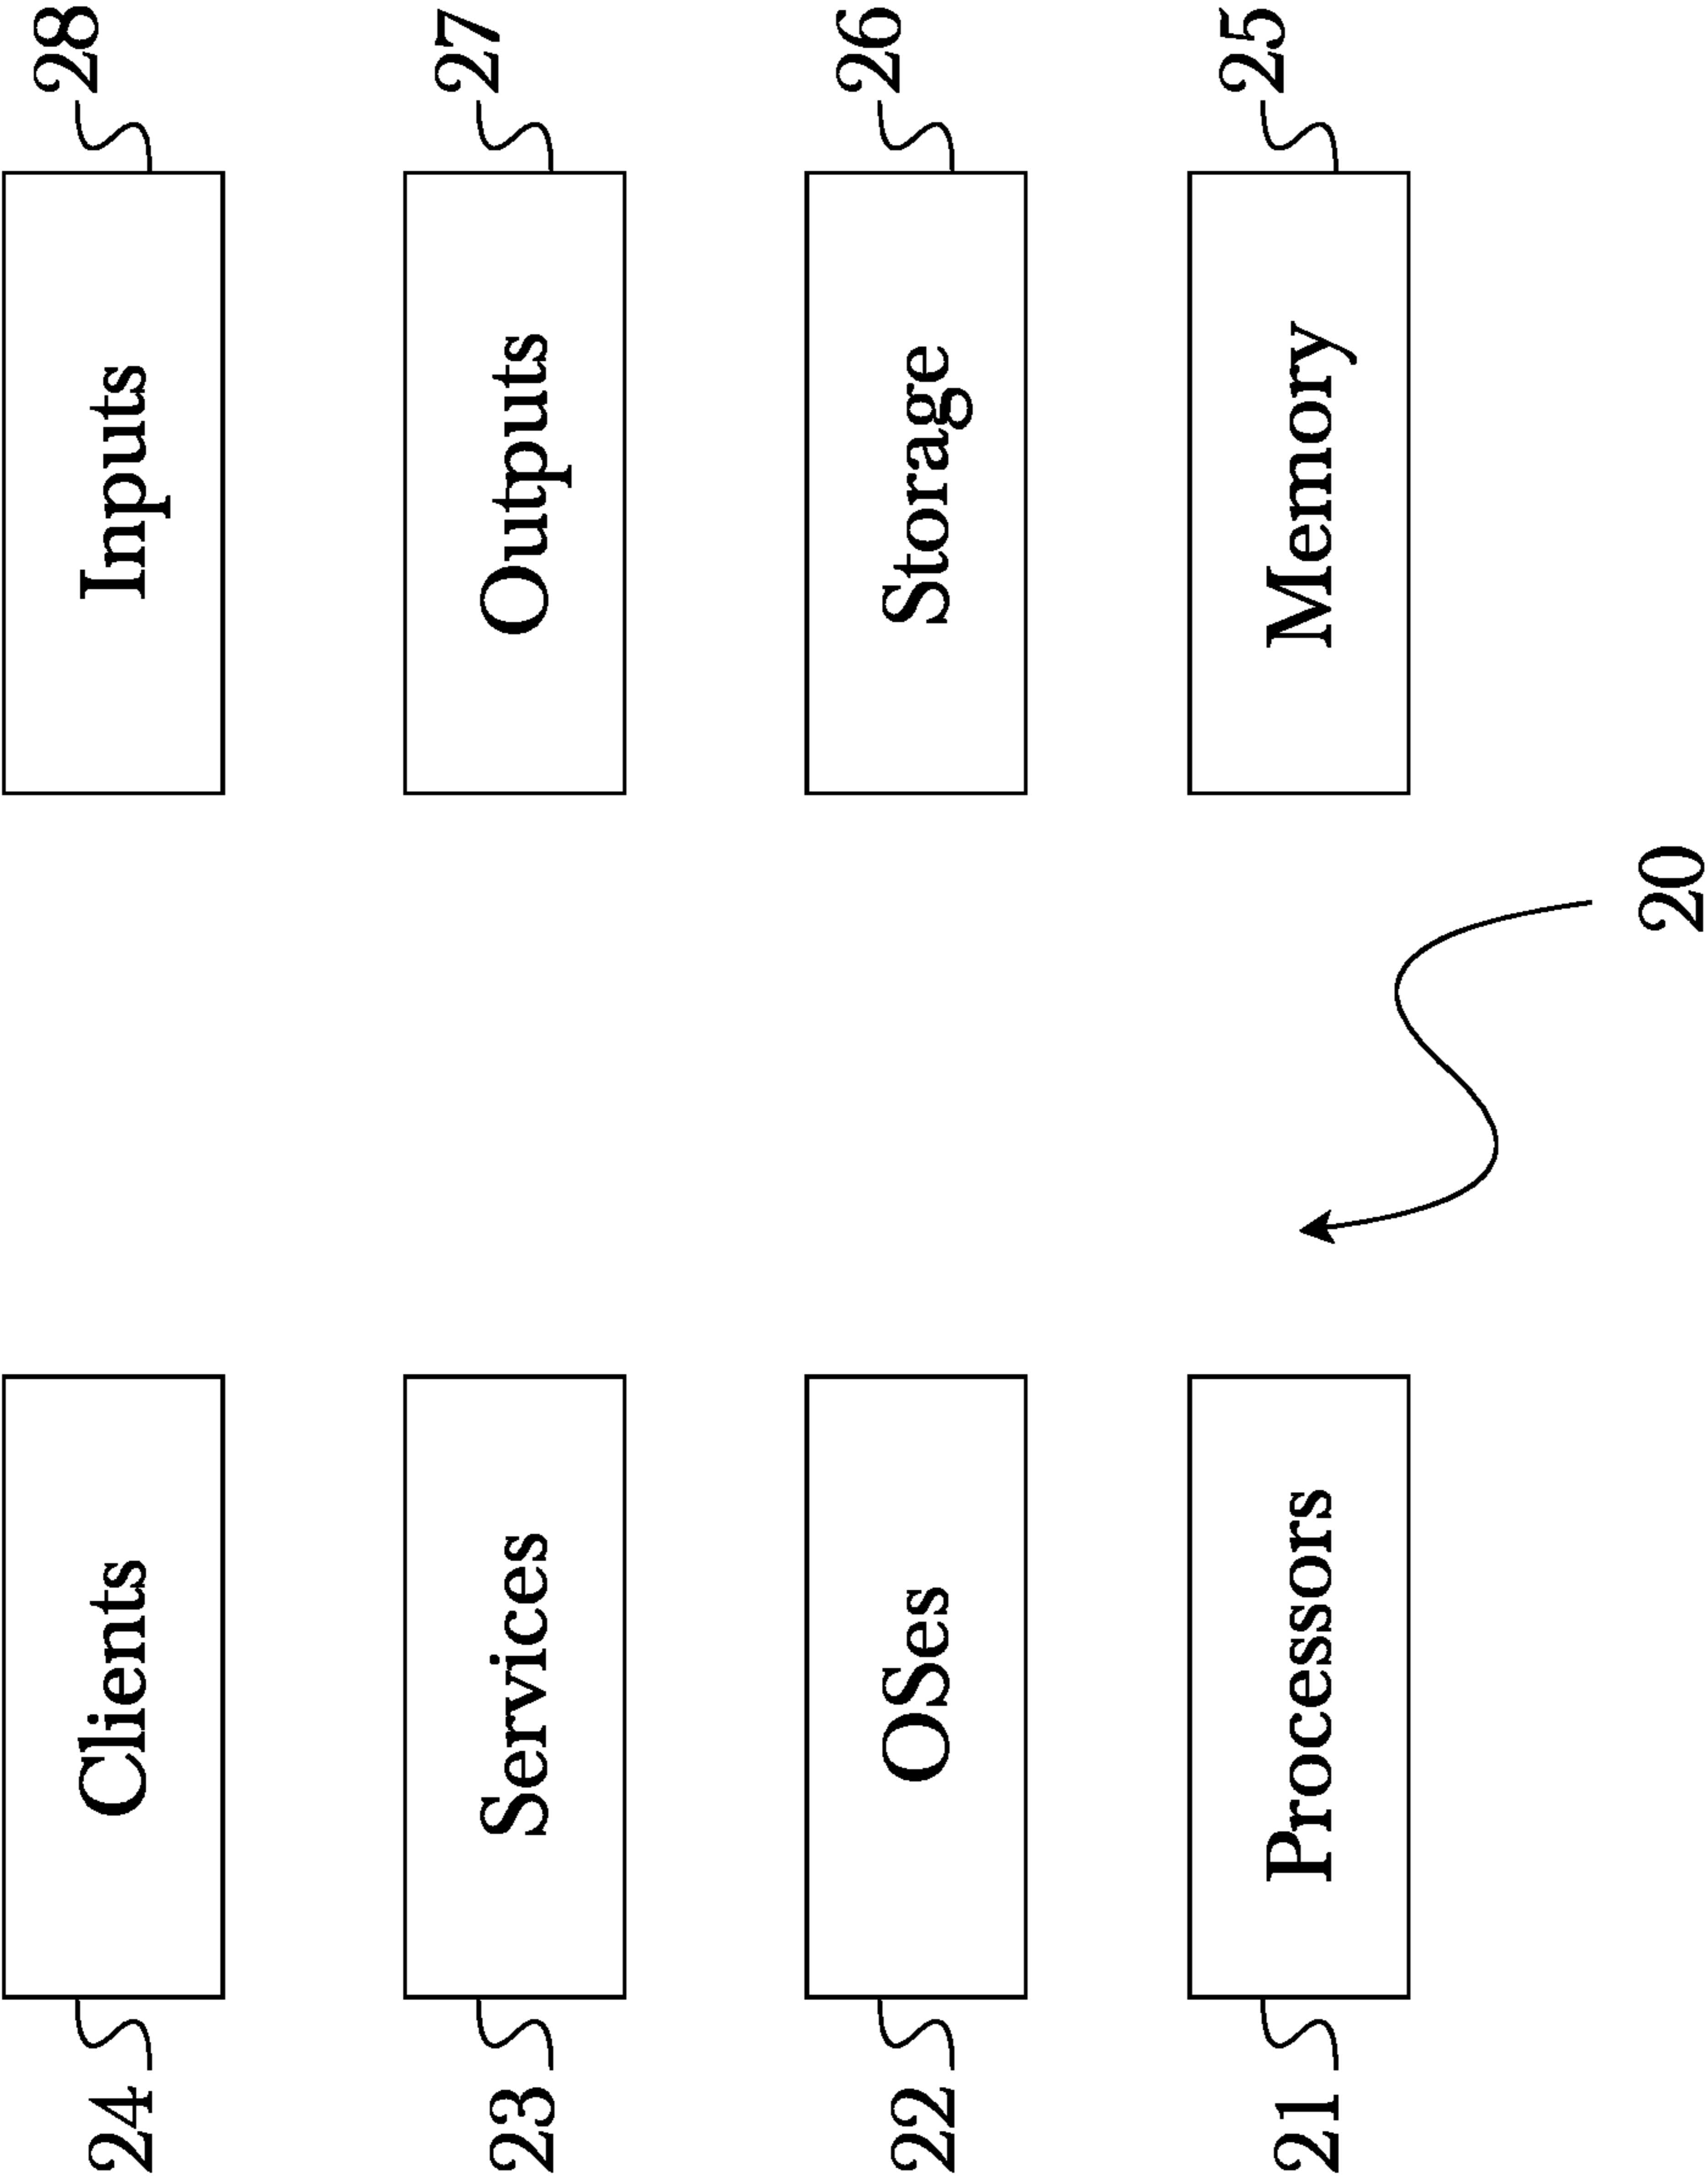 24 Clients
Inputs 28
23 Services
Outputs 27
22 OSes
Storage 26
21 Processors
Memory 25
20